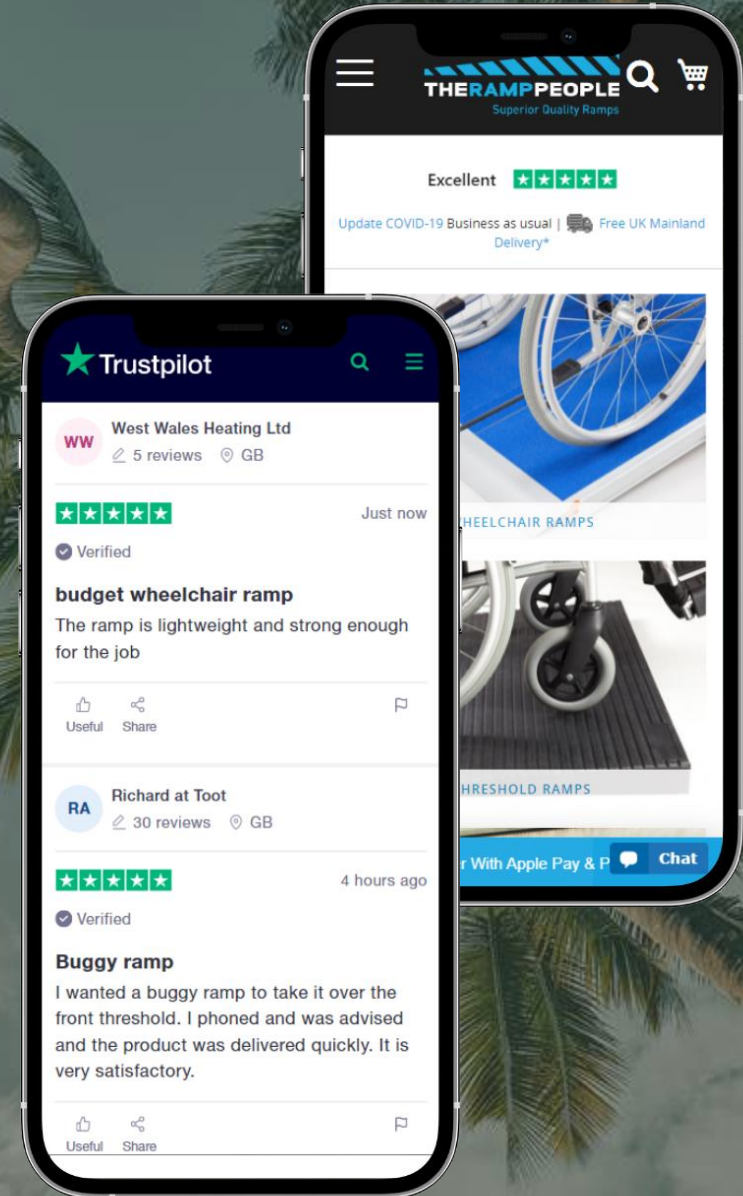 THERAMPPEOPLE
Superior Quality Ramps
Excellent
Update COVID-19 Business as usual | Free UK Mainland
Delivery*
HEELCHAIR RAMPS
HRESHOLD RAMPS
r With Apple Pay & P
Chat
Trustpilot
WW
West Wales Heating Ltd
5 reviews GB
Just now
Verified
budget wheelchair ramp
The ramp is lightweight and strong enough
for the job
Useful Share
RA
Richard at Toot
30 reviews GB
4 hours ago
Verified
Buggy ramp
I wanted a buggy ramp to take it over the
front threshold. I phoned and was advised
and the product was delivered quickly. It is
very satisfactory.
Useful Share